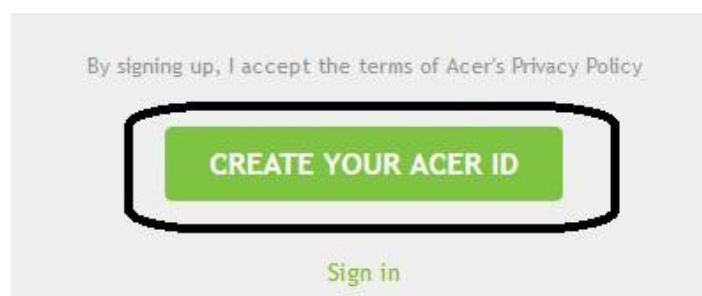 By signing up, I accept the terms of Acer's Privacy Policy
CREATE YOUR ACER ID
Sign in